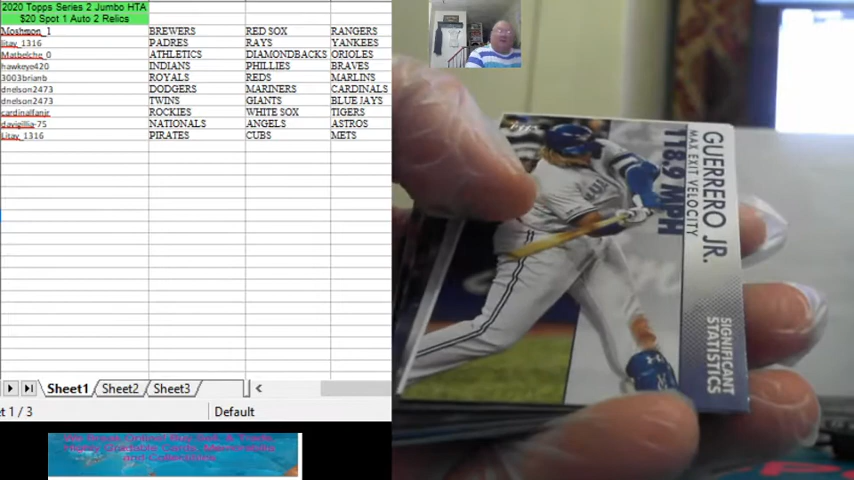 2020 Topps Series 2 Jumbo HTA
$20 Spot 1 Auto 2 Relics
Moshmon_1 BREWERS RED SOX RANGERS
litay_1316 PADRES RAYS YANKEES
Matbelche_0 ATHLETICS DIAMONDBACKS ORIOLES
hawkeye420 INDIANS PHILLIES BRAVES
3003brianb ROYALS REDS MARLINS
dnelson2473 DODGERS MARINERS CARDINALS
dnelson2473 TWINS GIANTS BLUE JAYS
cardinalfanjr ROCKIES WHITE SOX TIGERS
NATIONALS ANGELS ASTROS
Litay_1316 PIRATES CUBS METS
Sheet1 Sheet2 Sheet3
t 1 / 3 Default
GUERRERO JR.
MAX EXIT VELOCITY
118.9 MPH
SIGNIFICANT
STATISTICS